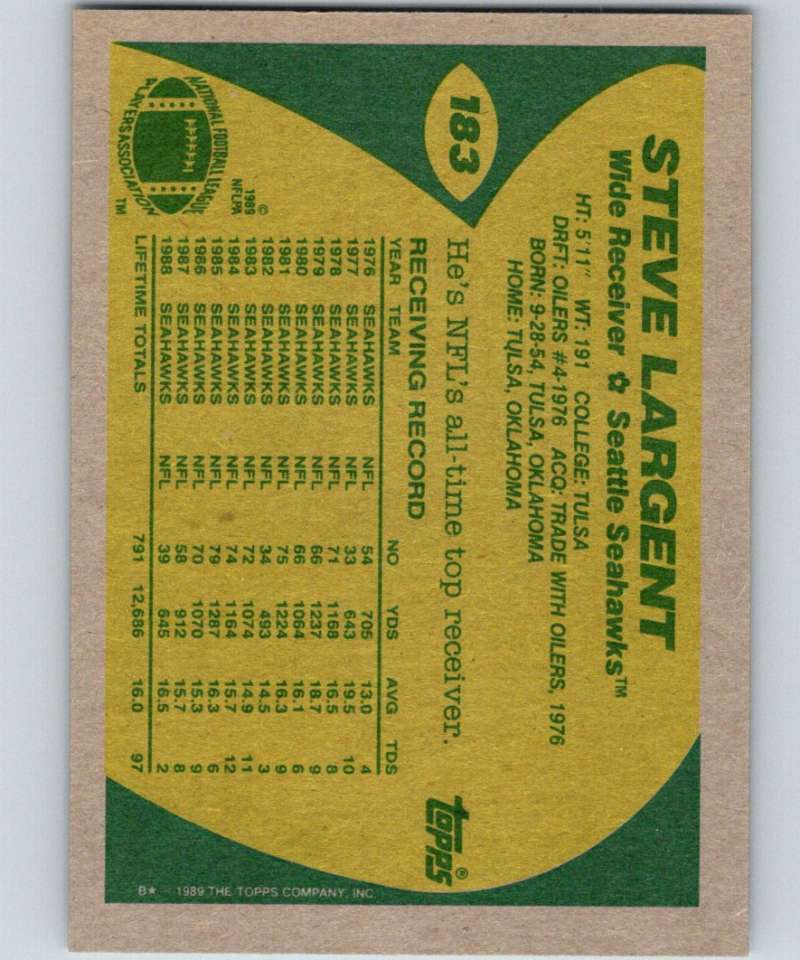 183
STEVE LARGENT
Wide Receiver ✿ Seattle Seahawks™
HT: 5'11" WT: 191 COLLEGE: TULSA
DRFT: OILERS #4-1976 ACQ: TRADE WITH OILERS, 1976
BORN: 9-28-54, TULSA, OKLAHOMA
HOME: TULSA, OKLAHOMA
He's NFL's all-time top receiver.
topps®
RECEIVING RECORD
YEAR TEAM NO YDS AVG TDS
1976 SEAHAWKS NFL 54 705 13.0 4
1977 SEAHAWKS NFL 33 643 19.5 10
1978 SEAHAWKS NFL 71 1168 16.5 8
1979 SEAHAWKS NFL 66 1237 18.7 9
1980 SEAHAWKS NFL 66 1064 16.1 6
1981 SEAHAWKS NFL 75 1224 16.3 9
1982 SEAHAWKS NFL 34 493 14.5 3
1983 SEAHAWKS NFL 72 1074 14.9 11
1984 SEAHAWKS NFL 74 1164 15.7 12
1985 SEAHAWKS NFL 79 1287 16.3 6
1986 SEAHAWKS NFL 70 1070 15.3 9
1987 SEAHAWKS NFL 58 912 15.7 8
1988 SEAHAWKS NFL 39 645 16.5 2
LIFETIME TOTALS 791 12,686 16.0 97
©
1989
NFLPA
NATIONAL FOOTBALL LEAGUE
PLAYERS ASSOCIATION
™
B★ - 1989 THE TOPPS COMPANY, INC.